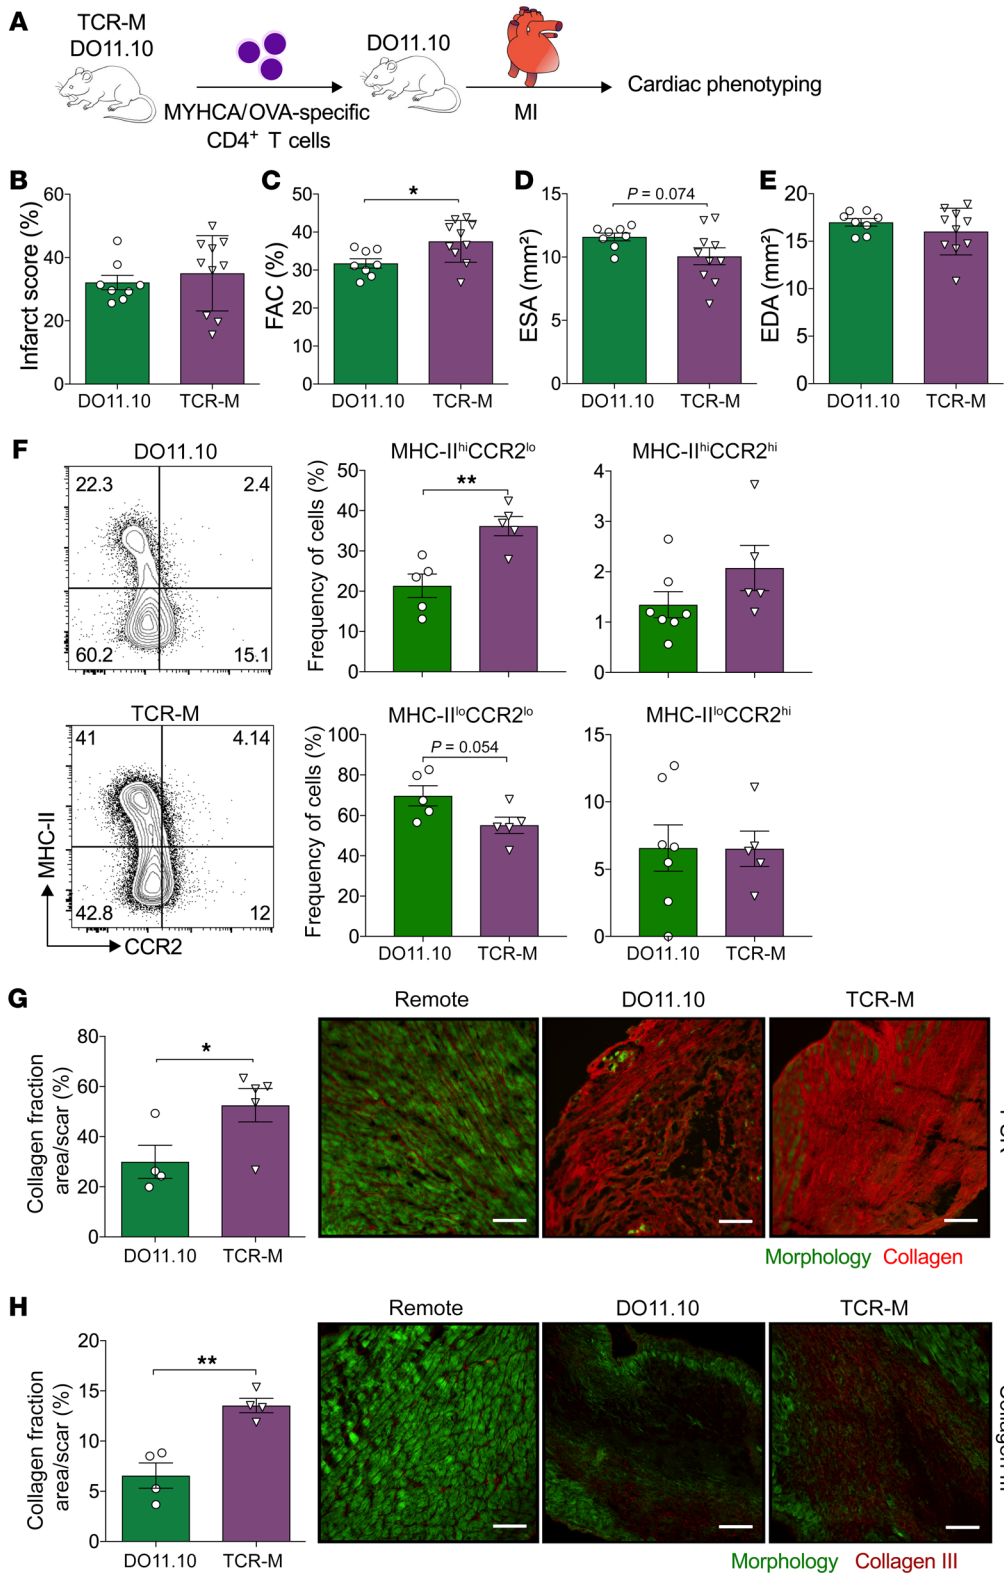 A
TCR-M
DO11.10
MYHCA/OVA-specific
CD4+ T cells
DO11.10
MI
Cardiac phenotyping
B
Infarct score (%)
60
40
20
0
DO11.10 TCR-M
C
FAC (%)
50
40
30
20
10
0
*
DO11.10 TCR-M
D
ESA (mm²)
15
10
5
0
P = 0.074
DO11.10 TCR-M
E
EDA (mm²)
20
15
10
5
0
DO11.10 TCR-M
F
DO11.10
22.3 2.4
60.2 15.1
TCR-M
41 4.14
42.8 12
MHC-II
CCR2
MHC-IIhiCCR2lo
Frequency of cells (%)
50
40
30
20
10
0
**
MHC-IIhiCCR2hi
4
3
2
1
0
MHC-IIloCCR2lo
Frequency of cells (%)
100
80
60
40
20
0
P = 0.054
DO11.10 TCR-M
MHC-IIloCCR2hi
15
10
5
0
DO11.10 TCR-M
G
Collagen fraction
area/scar (%)
80
60
40
20
0
*
DO11.10 TCR-M
Remote DO11.10 TCR-M
Morphology Collagen
H
Collagen fraction
area/scar (%)
20
15
10
5
0
**
DO11.10 TCR-M
Remote DO11.10 TCR-M
Morphology Collagen III